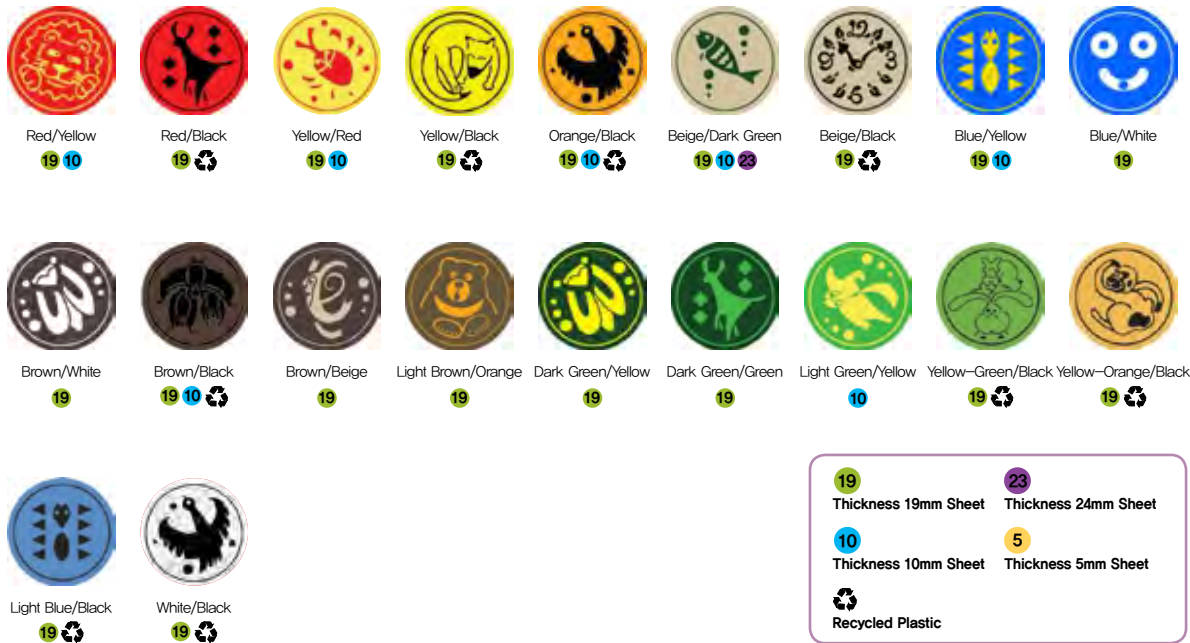 Red/Yellow
19 10
Red/Black
19
Yellow/Red
19 10
Yellow/Black
19
Orange/Black
19 10
Beige/Dark Green
19 10 23
Beige/Black
19
Blue/Yellow
19 10
Blue/White
19
Brown/White
19
Brown/Black
19 10
Brown/Beige
19
Light Brown/Orange
19
Dark Green/Yellow
19
Dark Green/Green
19
Light Green/Yellow
10
Yellow-Green/Black
19
Yellow-Orange/Black
19
Light Blue/Black
19
White/Black
19
19
Thickness 19mm Sheet
23
Thickness 24mm Sheet
10
Thickness 10mm Sheet
5
Thickness 5mm Sheet
Recycled Plastic